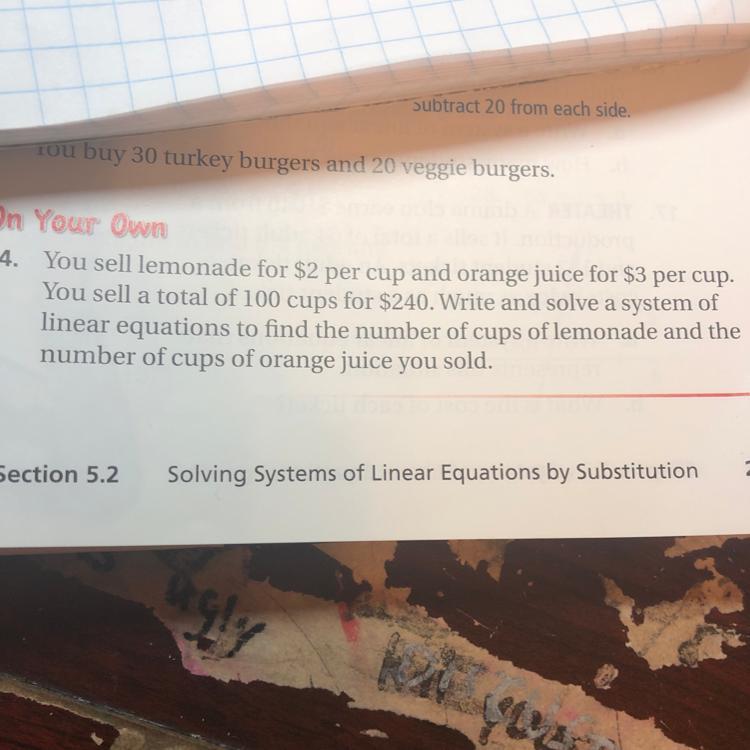 Subtract 20 from each side.
You buy 30 turkey burgers and 20 veggie burgers.
On Your Own
4. You sell lemonade for $2 per cup and orange juice for $3 per cup.
You sell a total of 100 cups for $240. Write and solve a system of
linear equations to find the number of cups of lemonade and the
number of cups of orange juice you sold.
Section 5.2 Solving Systems of Linear Equations by Substitution 2
ugly